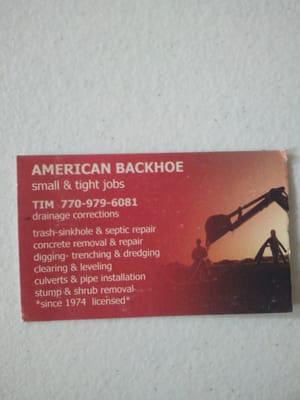 AMERICAN BACKHOE
small & tight jobs
TIM 770-979-6081
drainage corrections
trash-sinkhole & septic repair
concrete removal & repair
digging- trenching & dredging
clearing & leveling
culverts & pipe installation
stump & shrub removal
*since 1974 licensed*